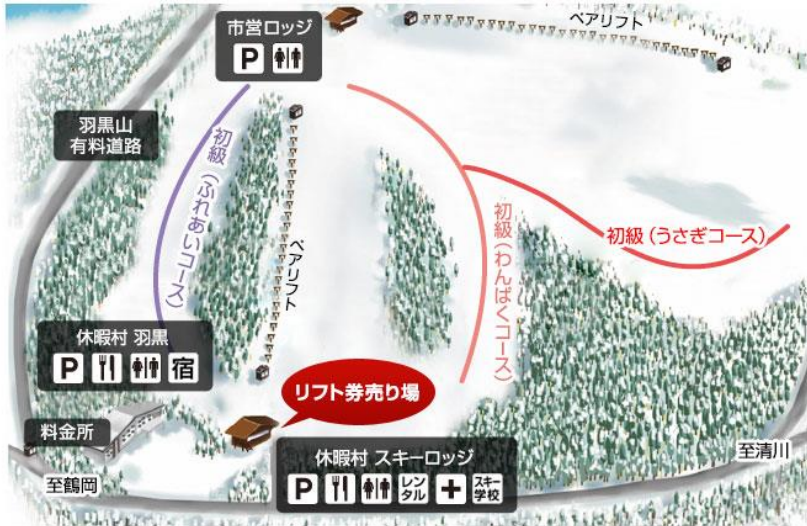 市営ロッジ
P
ペアリフト
羽黒山
有料道路
初級(ふれあいコース)
ペアリフト
初級(わんぱくコース)
初級(うさぎコース)
休暇村 羽黒
P 宿
リフト券売り場
料金所
休暇村 スキーロッジ
P レンタル スキー学校
至鶴岡
至清川